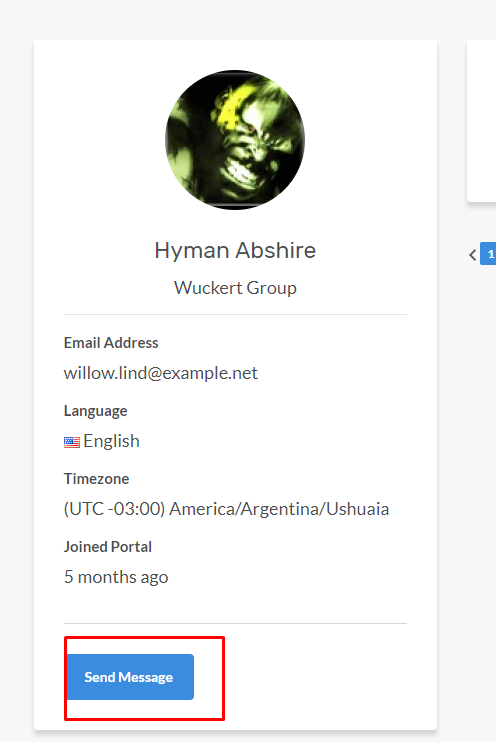 Hyman Abshire
Wuckert Group
Email Address
willow.lind@example.net
Language
English
Timezone
(UTC -03:00) America/Argentina/Ushuaia
Joined Portal
5 months ago
Send Message
1